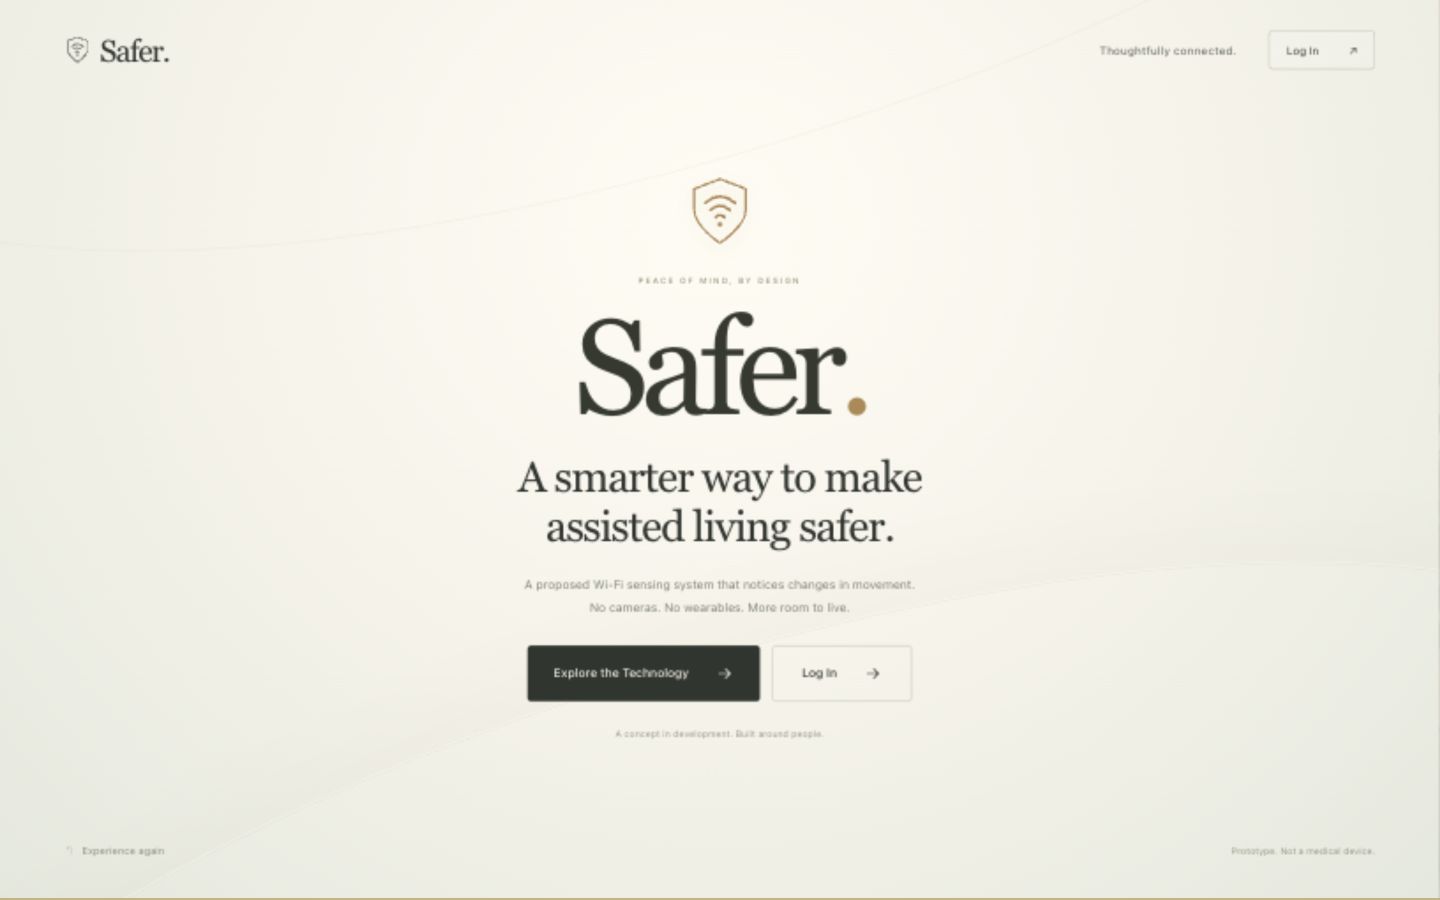 Safer.
Thoughtfully connected.
Log In
PEACE OF MIND, BY DESIGN
Safer.
A smarter way to make
assisted living safer.
A proposed Wi-Fi sensing system that notices changes in movement.
No cameras. No wearables. More room to live.
Explore the Technology
Log In
A concept in development. Built around people.
Experience again
Prototype. Not a medical device.